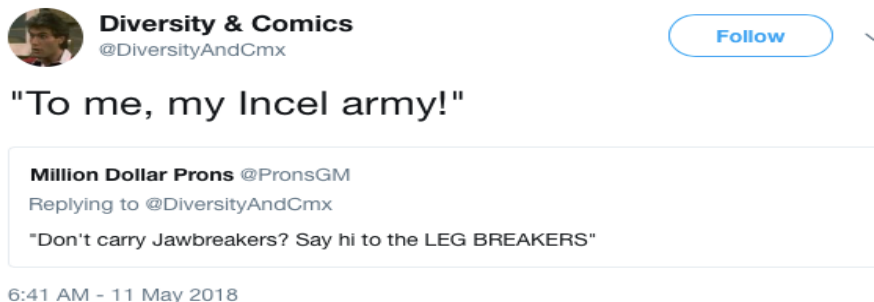 Diversity & Comics
@DiversityAndCmx
Follow
"To me, my Incel army!"
Million Dollar Prons @PronsGM
Replying to @DiversityAndCmx
"Don't carry Jawbreakers? Say hi to the LEG BREAKERS"
6:41 AM - 11 May 2018